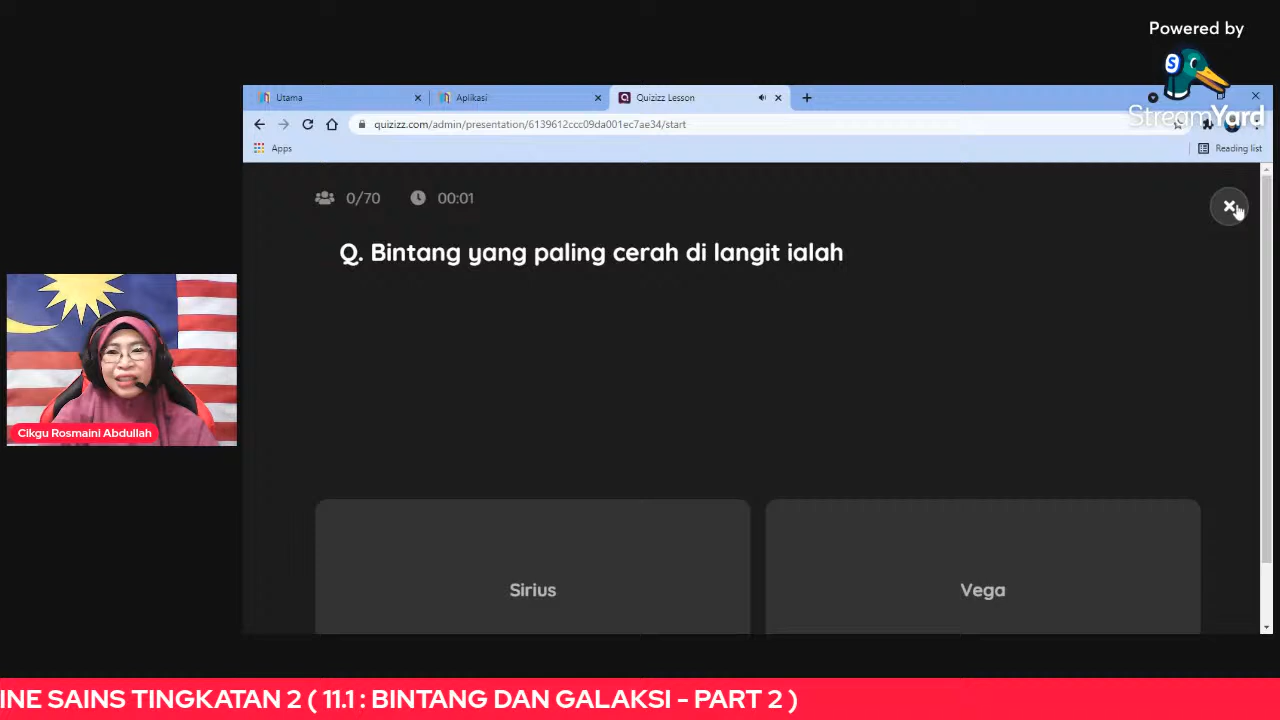 Powered by
S
StreamYard
Utama
Aplikasi
Quizizz Lesson
quizizz.com/admin/presentation/6139612ccc09da001ec7ae34/start
Apps
Reading list
0/70
00:01
Q. Bintang yang paling cerah di langit ialah
Cikgu Rosmaini Abdullah
Sirius
Vega
INE SAINS TINGKATAN 2 ( 11.1 : BINTANG DAN GALAKSI - PART 2 )